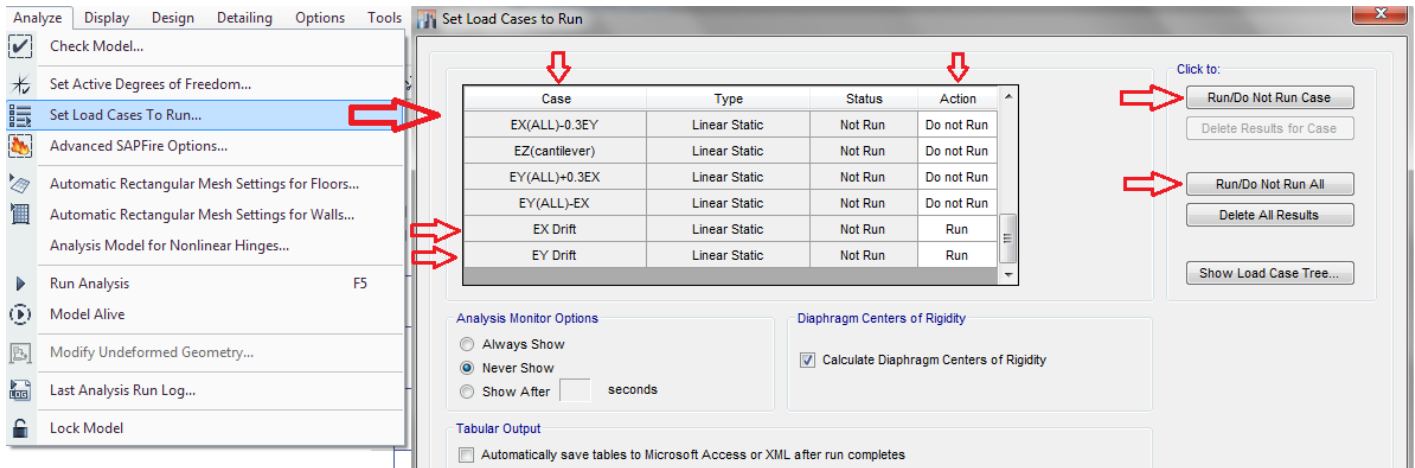 Analyze Display Design Detailing Options Tools
Check Model...
Set Active Degrees of Freedom...
Set Load Cases To Run...
Advanced SAPFire Options...
Automatic Rectangular Mesh Settings for Floors...
Automatic Rectangular Mesh Settings for Walls...
Analysis Model for Nonlinear Hinges...
Run Analysis F5
Model Alive
Modify Undeformed Geometry...
LOG Last Analysis Run Log...
Lock Model
Set Load Cases to Run
X
Case Type Status Action
EX(ALL)-0.3EY Linear Static Not Run Do not Run
EZ(cantilever) Linear Static Not Run Do not Run
EY(ALL)+0.3EX Linear Static Not Run Do not Run
EY(ALL)-EX Linear Static Not Run Do not Run
EX Drift Linear Static Not Run Run
EY Drift Linear Static Not Run Run
Click to:
Run/Do Not Run Case
Delete Results for Case
Run/Do Not Run All
Delete All Results
Show Load Case Tree...
Analysis Monitor Options
Always Show
Never Show
Show After seconds
Diaphragm Centers of Rigidity
Calculate Diaphragm Centers of Rigidity
Tabular Output
Automatically save tables to Microsoft Access or XML after run completes